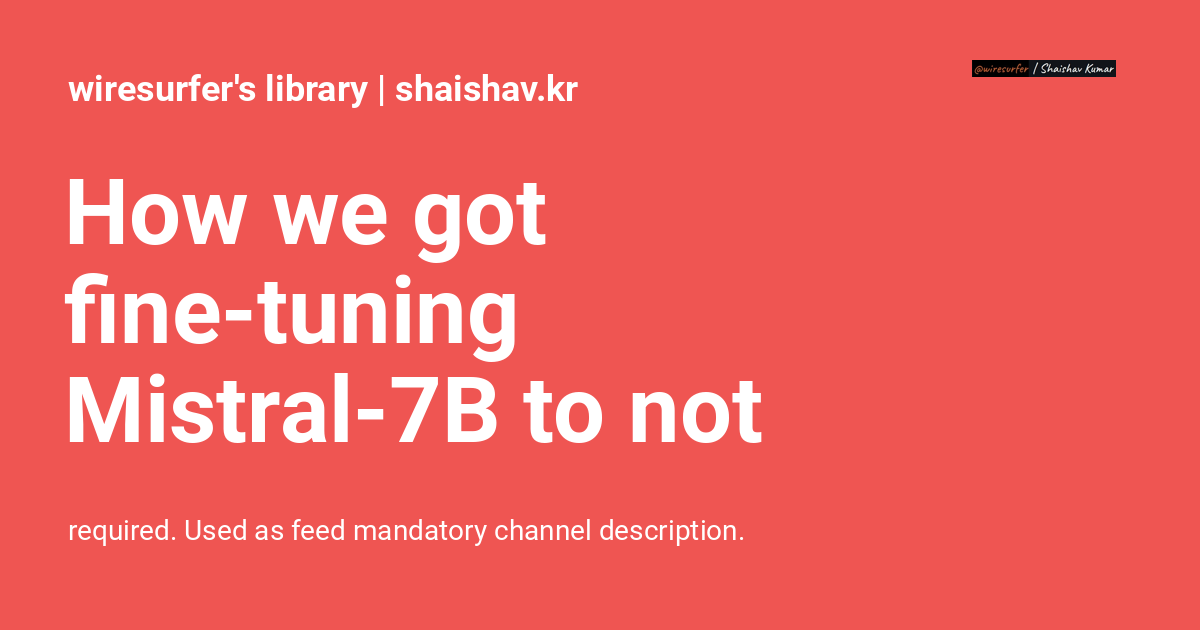 wiresurfer's library | shaishav.kr
@wiresurfer / Shaishav Kumar
How we got
fine-tuning
Mistral-7B to not
required. Used as feed mandatory channel description.